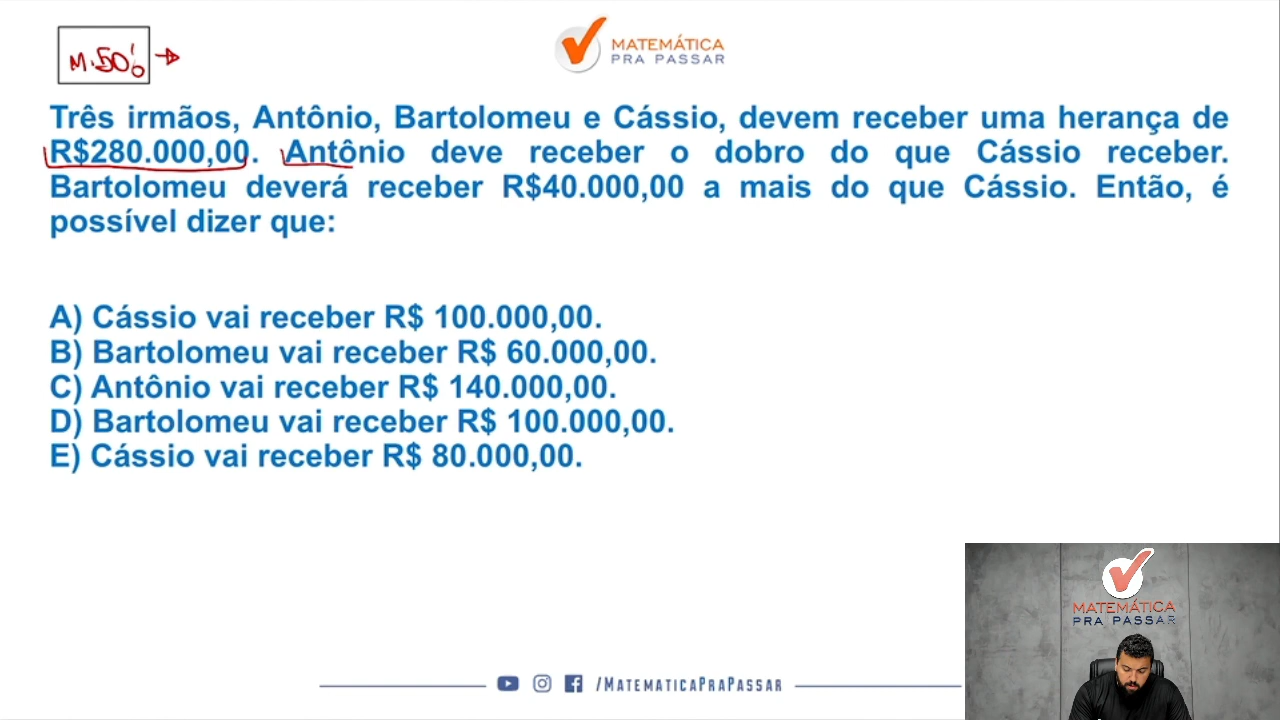 M.50%
MATEMÁTICA
PRA PASSAR
Três irmãos, Antônio, Bartolomeu e Cássio, devem receber uma herança de
R$280.000,00. Antônio deve receber o dobro do que Cássio receber.
Bartolomeu deverá receber R$40.000,00 a mais do que Cássio. Então, é
possível dizer que:
A) Cássio vai receber R$ 100.000,00.
B) Bartolomeu vai receber R$ 60.000,00.
C) Antônio vai receber R$ 140.000,00.
D) Bartolomeu vai receber R$ 100.000,00.
E) Cássio vai receber R$ 80.000,00.
MATEMÁTICA
PRA PASSAR
/MATEMATICAPRAPASSAR